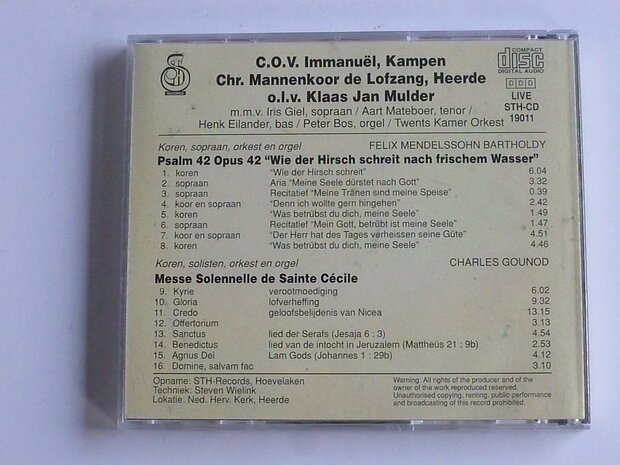 C.O.V. Immanuël, Kampen
Chr. Mannenkoor de Lofzang, Heerde
o.l.v. Klaas Jan Mulder
m.m.v. Iris Giel, sopraan / Aart Mateboer, tenor /
Henk Eilander, bas / Peter Bos, orgel / Twents Kamer Orkest
COMPACT
disc
DIGITAL AUDIO
DDD
LIVE
STH-CD
19011
Koren, sopraan, orkest en orgel FELIX MENDELSSOHN BARTHOLDY
Psalm 42 Opus 42 "Wie der Hirsch schreit nach frischem Wasser"
1. koren "Wie der Hirsch schreit" 6.04
2. sopraan Aria "Meine Seele dürstet nach Gott" 3.32
3. sopraan Recitatief "Meine Tränen sind meine Speise" 0.39
4. koor en sopraan "Denn ich wollte gern hingehen" 2.42
5. koren "Was betrübst du dich, meine Seele" 1.49
6. sopraan Recitatief "Mein Gott, betrübt ist meine Seele" 1.47
7. koor en sopraan "Der Herr hat des Tages verheissen seine Güte" 4.51
8. koren "Was betrübst du dich, meine Seele" 4.46
Koren, solisten, orkest en orgel CHARLES GOUNOD
Messe Solennelle de Sainte Cécile
9. Kyrie verootmoediging 6.02
10. Gloria lofverheffing 9.32
11. Credo geloofsbelijdenis van Nicea 13.15
12. Offertorium 3.13
13. Sanctus lied der Serafs (Jesaja 6 : 3) 4.54
14. Benedictus lied van de intocht in Jeruzalem (Mattheüs 21 : 9b) 2.53
15. Agnus Dei Lam Gods (Johannes 1 : 29b) 4.12
16. Domine, salvam fac 3.10
Opname: STH-Records, Hoevelaken
Techniek: Steven Wielink
Lokatie: Ned. Herv. Kerk, Heerde
Warning. All rights of the producer and of the
owner of the work reproduced reserved.
Unauthorised copying, renting, public performance
and broadcasting of this record prohibited.